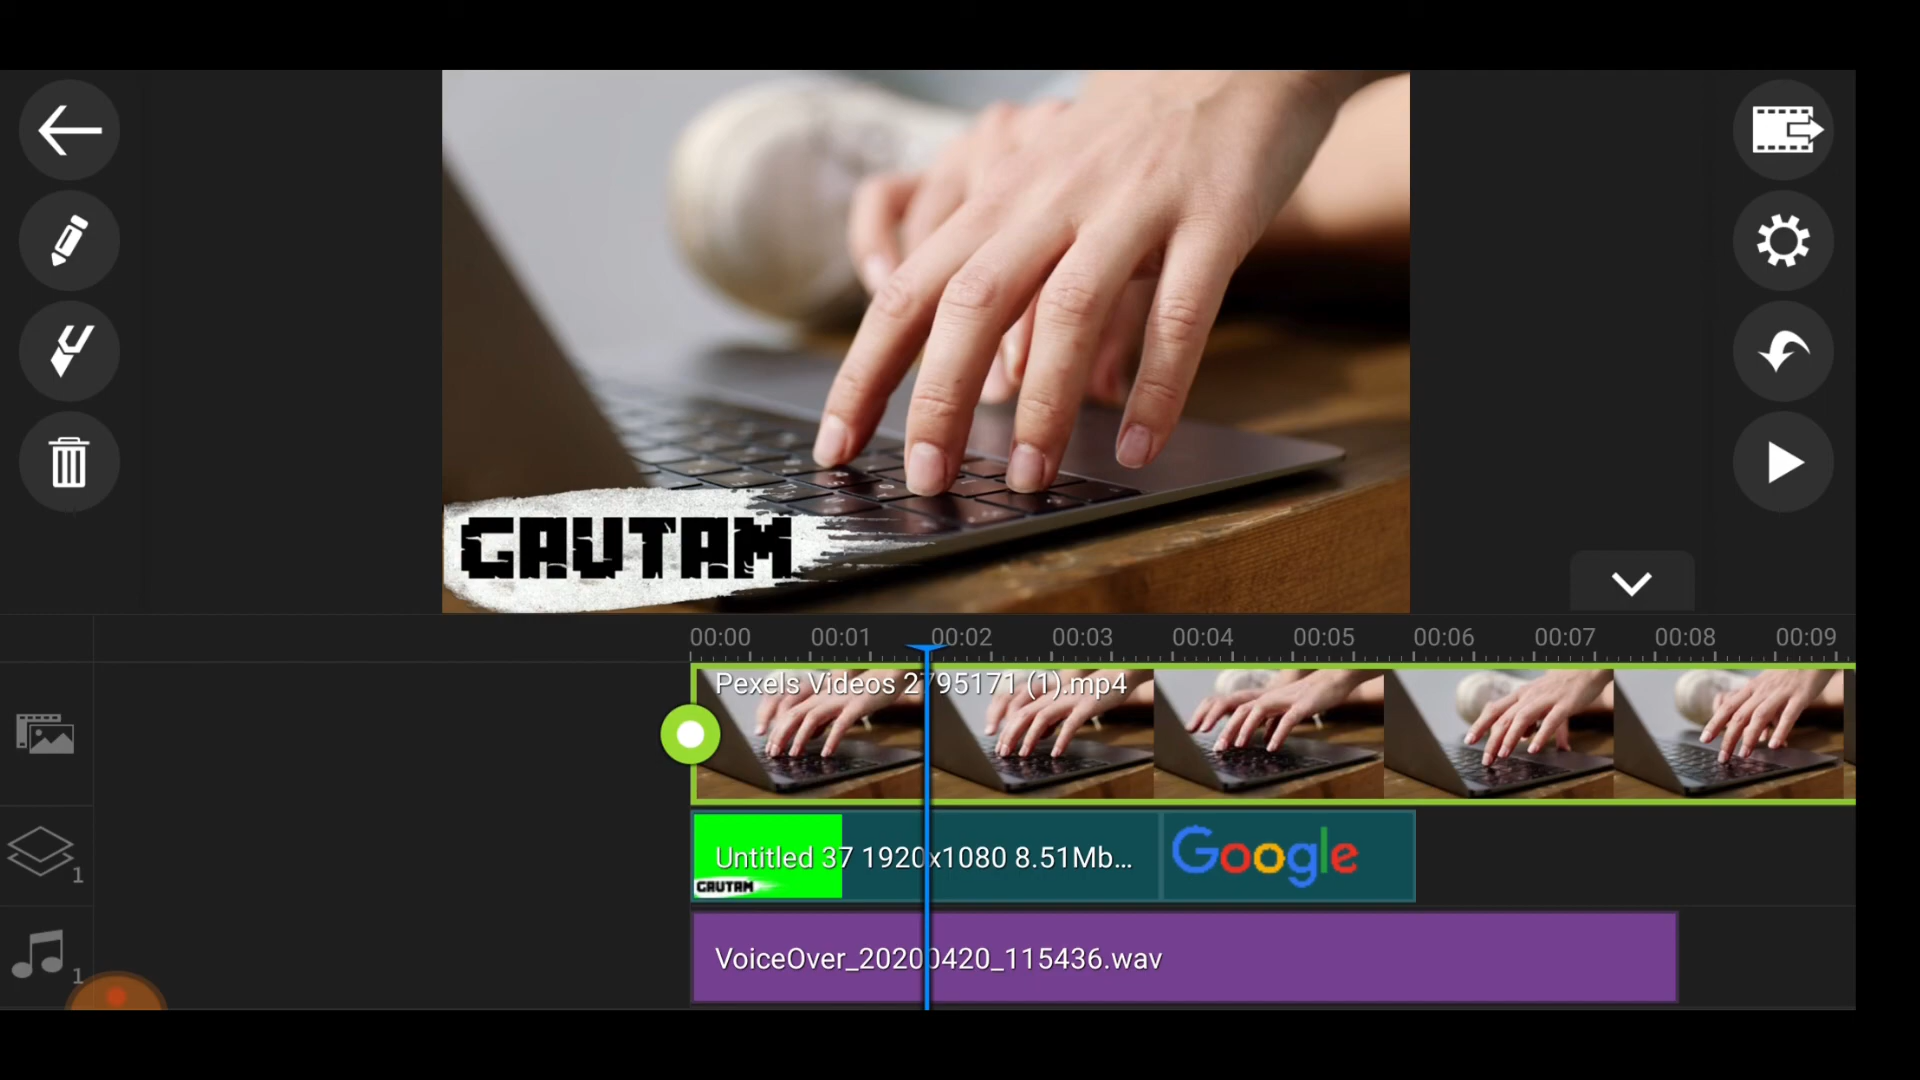 GAUTAM
00:00 00:01 00:02 00:03 00:04 00:05 00:06 00:07 00:08 00:09
Pexels Videos 2795171 (1).mp4
Untitled 37 1920x1080 8.51Mb...
GAUTAM
Google
1
VoiceOver_20200420_115436.wav
1